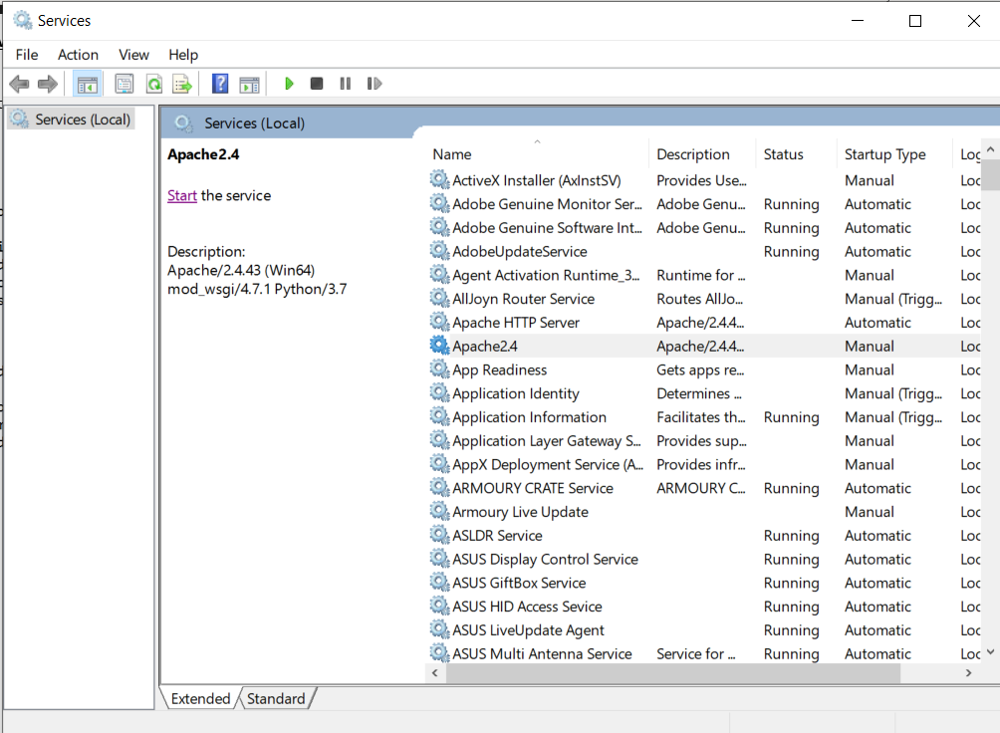 Services
File Action View Help
Services (Local)
Services (Local)
Apache2.4
Start the service
Description:
Apache/2.4.43 (Win64)
mod_wsgi/4.7.1 Python/3.7
Name Description Status Startup Type Log
ActiveX Installer (AxInstSV) Provides Use... Manual Loc
Adobe Genuine Monitor Ser... Adobe Genu... Running Automatic Loc
Adobe Genuine Software Int... Adobe Genu... Running Automatic Loc
AdobeUpdateService Running Automatic Loc
Agent Activation Runtime_3... Runtime for ... Manual Loc
AllJoyn Router Service Routes AllJo... Manual (Trigg... Loc
Apache HTTP Server Apache/2.4.4... Automatic Loc
Apache2.4 Apache/2.4.4... Manual Loc
App Readiness Gets apps re... Manual Loc
Application Identity Determines ... Manual (Trigg... Loc
Application Information Facilitates th... Running Manual (Trigg... Loc
Application Layer Gateway S... Provides sup... Manual Loc
AppX Deployment Service (A... Provides infr... Manual Loc
ARMOURY CRATE Service ARMOURY C... Running Automatic Loc
Armoury Live Update Manual Loc
ASLDR Service Running Automatic Loc
ASUS Display Control Service Running Automatic Loc
ASUS GiftBox Service Running Automatic Loc
ASUS HID Access Sevice Running Automatic Loc
ASUS LiveUpdate Agent Running Automatic Loc
ASUS Multi Antenna Service Service for ... Running Automatic Loc
Extended Standard